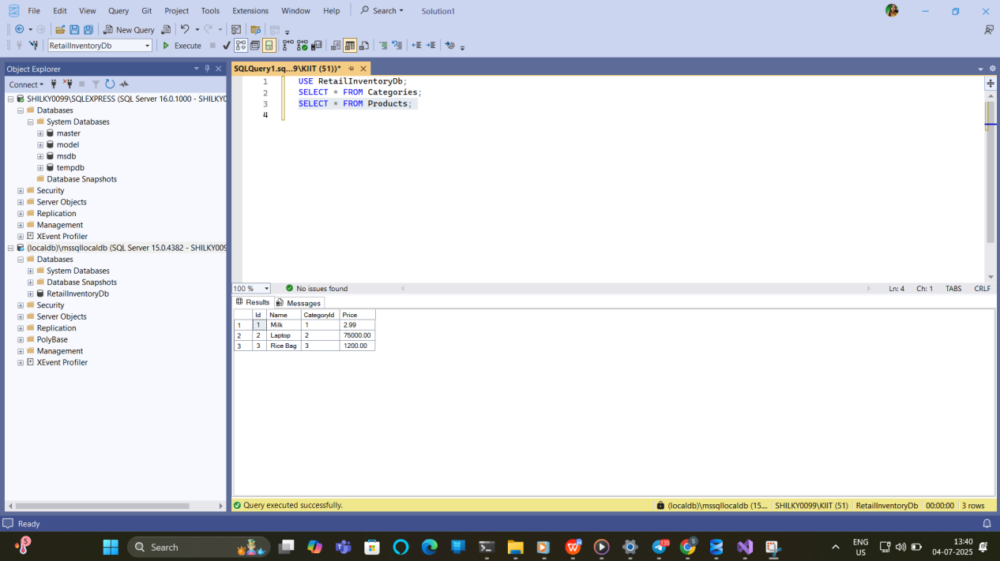 File Edit View Query Git Project Tools Extensions Window Help Search Solution1
New Query
RetailInventoryDb Execute
Object Explorer
Connect
SHILKY0099\SQLEXPRESS (SQL Server 16.0.1000 - SHILKY0
Databases
System Databases
master
model
msdb
tempdb
Database Snapshots
Security
Server Objects
Replication
Management
XEvent Profiler
(localdb)\mssqllocaldb (SQL Server 15.0.4382 - SHILKY009
Databases
System Databases
Database Snapshots
RetailInventoryDb
Security
Server Objects
Replication
PolyBase
Management
XEvent Profiler
SQLQuery1.sq...9\KIIT (51))*
1 USE RetailInventoryDb;
2 SELECT * FROM Categories;
3 SELECT * FROM Products;
4
100 % No issues found Ln: 4 Ch: 1 TABS CRLF
Results Messages
Id Name CategoryId Price
1 1 Milk 1 2.99
2 2 Laptop 2 75000.00
3 3 Rice Bag 3 1200.00
Query executed successfully. (localdb)\mssqllocaldb (15.... SHILKY0099\KIIT (51) RetailInventoryDb 00:00:00 3 rows
Ready
5 Search 135 S ENG 13:40
US 04-07-2025